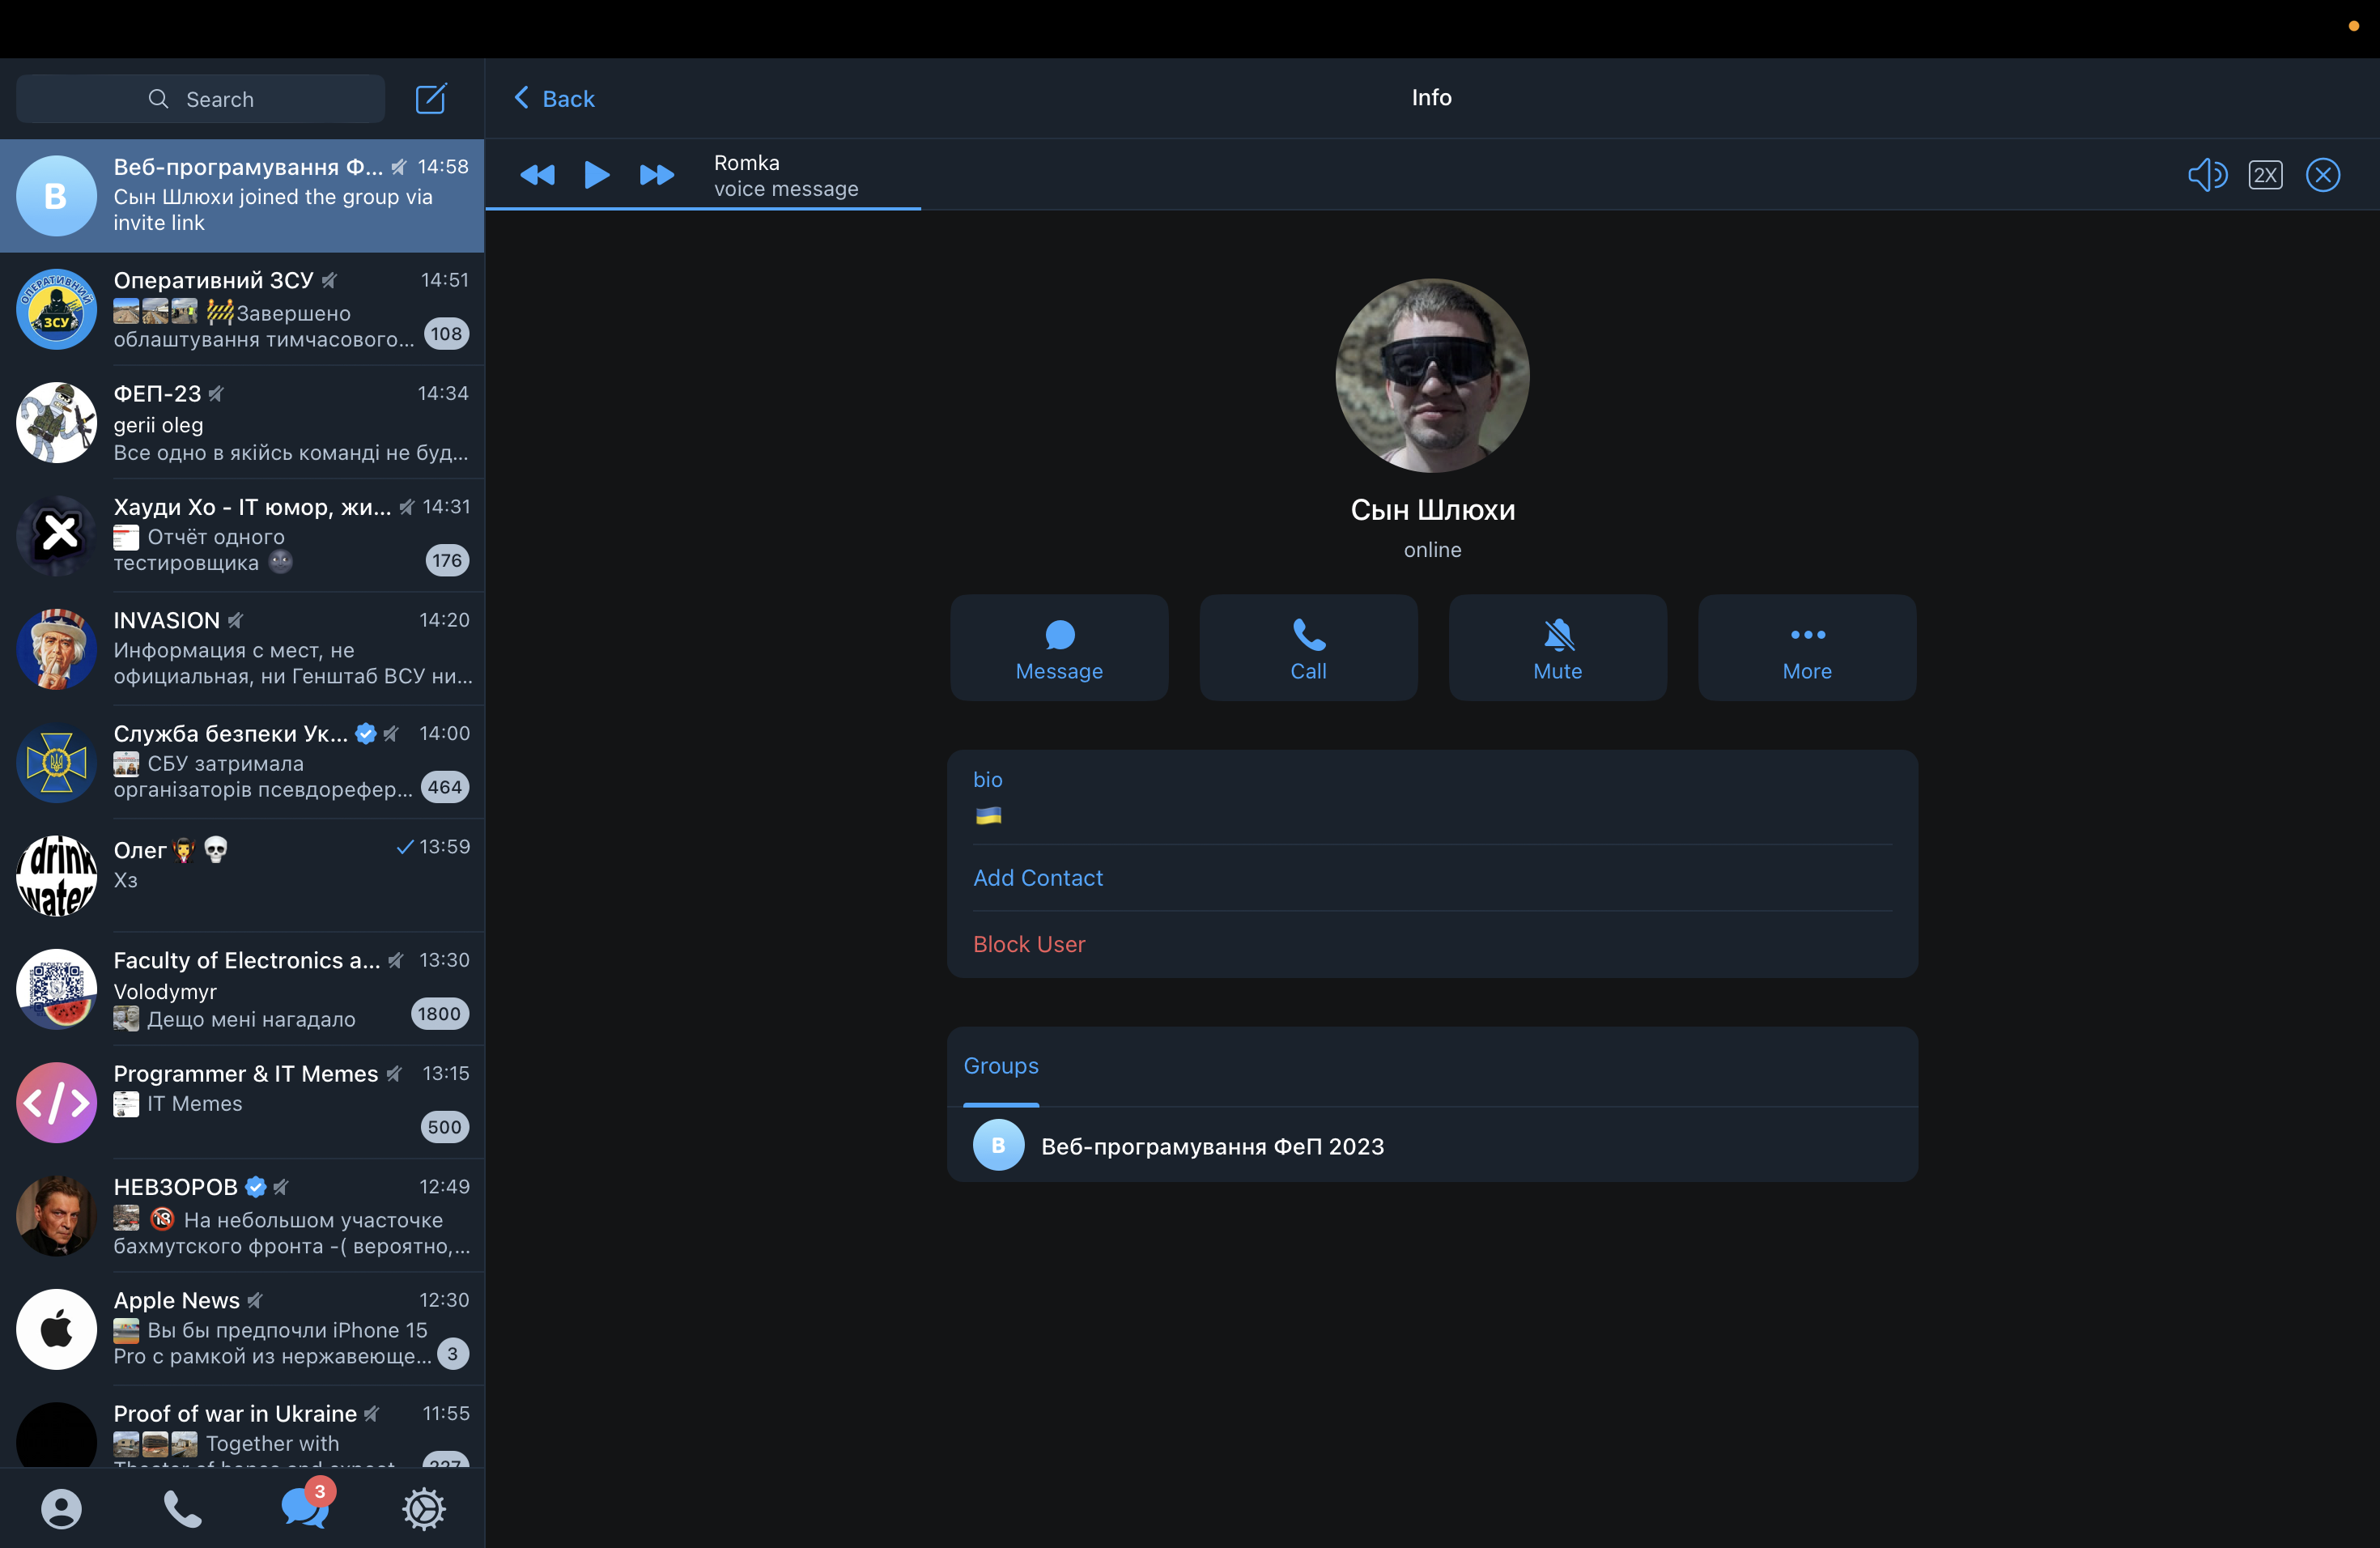 Search
Веб-програмування Ф... 14:58
Сын Шлюхи joined the group via
invite link
B
Оперативний ЗСУ 14:51
Завершено
облаштування тимчасового... 108
ОПЕРАТИВНИЙ
ЗСУ
ФЕП-23 14:34
gerii oleg
Все одно в якійсь команді не буд...
Хауди Хо - IT юмор, жи... 14:31
Отчёт одного
тестировщика 176
INVASION 14:20
Информация с мест, не
официальная, ни Генштаб ВСУ ни...
Служба безпеки Ук... 14:00
СБУ затримала
організаторів псевдорефер... 464
Олег 13:59
Хз
I drink
water
Faculty of Electronics a... 13:30
Volodymyr
Дещо мені нагадало 1800
Programmer & IT Memes 13:15
IT Memes
500
</>
НЕВЗОРОВ 12:49
🔞 На небольшом участочке
бахмутского фронта -( вероятно,...
Apple News 12:30
Вы бы предпочли iPhone 15
Pro с рамкой из нержавеюще... 3
Proof of war in Ukraine 11:55
Together with
3
Back
Info
Romka
voice message
2X
Сын Шлюхи
online
Message
Call
Mute
More
bio
Add Contact
Block User
Groups
B
Веб-програмування ФеП 2023